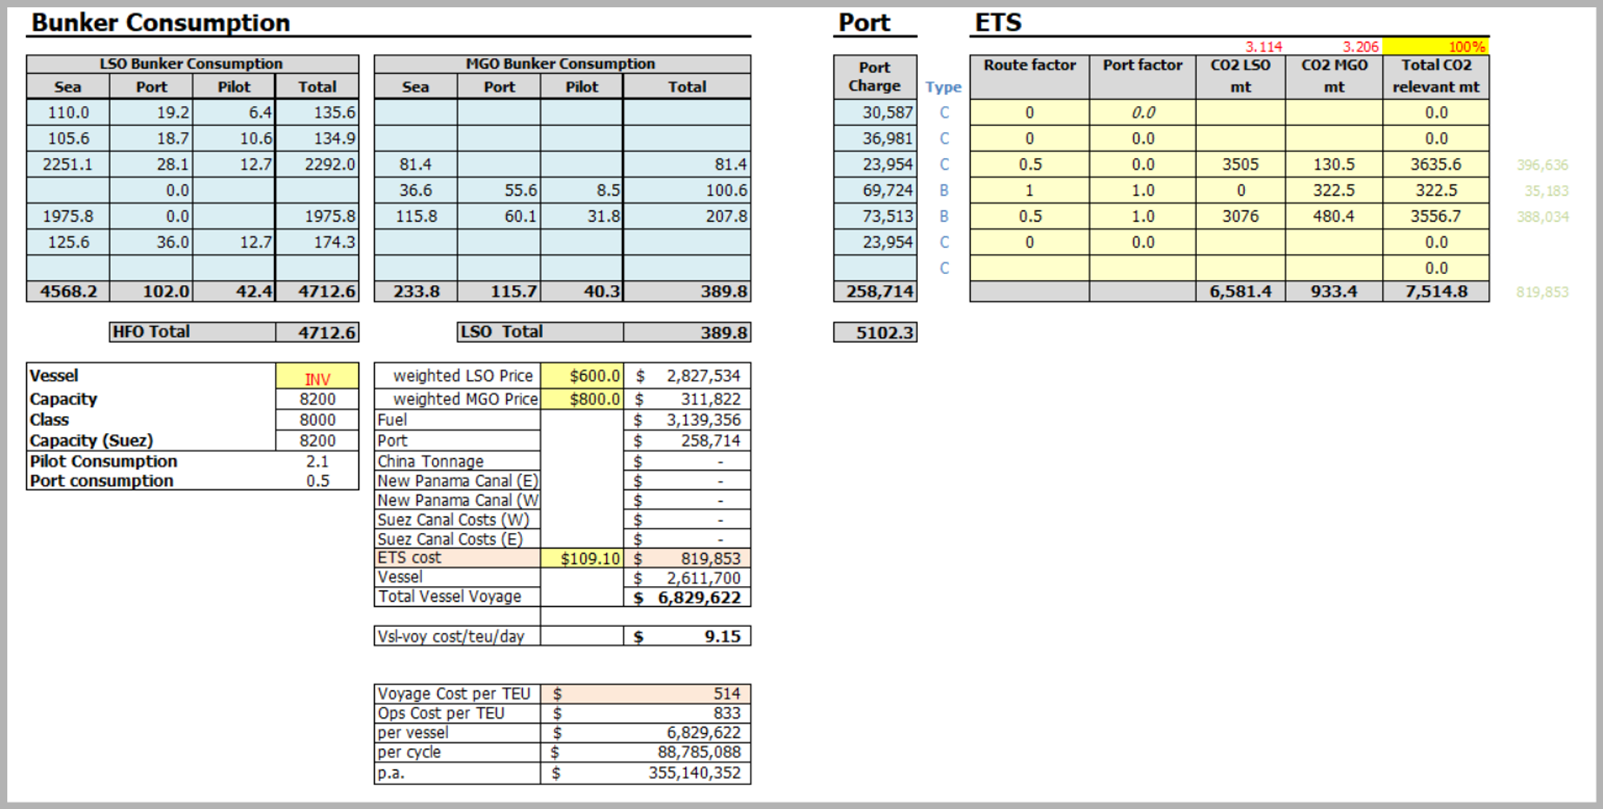 Bunker Consumption Port ETS
3.114 3.206 100%
LSO Bunker Consumption MGO Bunker Consumption Port Charge Type Route factor Port factor CO2 LSO mt CO2 MGO mt Total CO2 relevant mt
Sea Port Pilot Total Sea Port Pilot Total
110.0 19.2 6.4 135.6 30,587 C 0 0.0 0.0
105.6 18.7 10.6 134.9 36,981 C 0 0.0 0.0
2251.1 28.1 12.7 2292.0 81.4 81.4 23,954 C 0.5 0.0 3505 130.5 3635.6 396,636
0.0 36.6 55.6 8.5 100.6 69,724 B 1 1.0 0 322.5 322.5 35,183
1975.8 0.0 1975.8 115.8 60.1 31.8 207.8 73,513 B 0.5 1.0 3076 480.4 3556.7 388,034
125.6 36.0 12.7 174.3 23,954 C 0 0.0 0.0
C 0.0
4568.2 102.0 42.4 4712.6 233.8 115.7 40.3 389.8 258,714 6,581.4 933.4 7,514.8 819,853
HFO Total 4712.6 LSO Total 389.8 5102.3
Vessel INV
Capacity 8200
Class 8000
Capacity (Suez) 8200
Pilot Consumption 2.1
Port consumption 0.5
weighted LSO Price $600.0 $ 2,827,534
weighted MGO Price $800.0 $ 311,822
Fuel $ 3,139,356
Port $ 258,714
China Tonnage $ -
New Panama Canal (E) $ -
New Panama Canal (W $ -
Suez Canal Costs (W) $ -
Suez Canal Costs (E) $ -
ETS cost $109.10 $ 819,853
Vessel $ 2,611,700
Total Vessel Voyage $ 6,829,622
Vsl-voy cost/teu/day $ 9.15
Voyage Cost per TEU $ 514
Ops Cost per TEU $ 833
per vessel $ 6,829,622
per cycle $ 88,785,088
p.a. $ 355,140,352